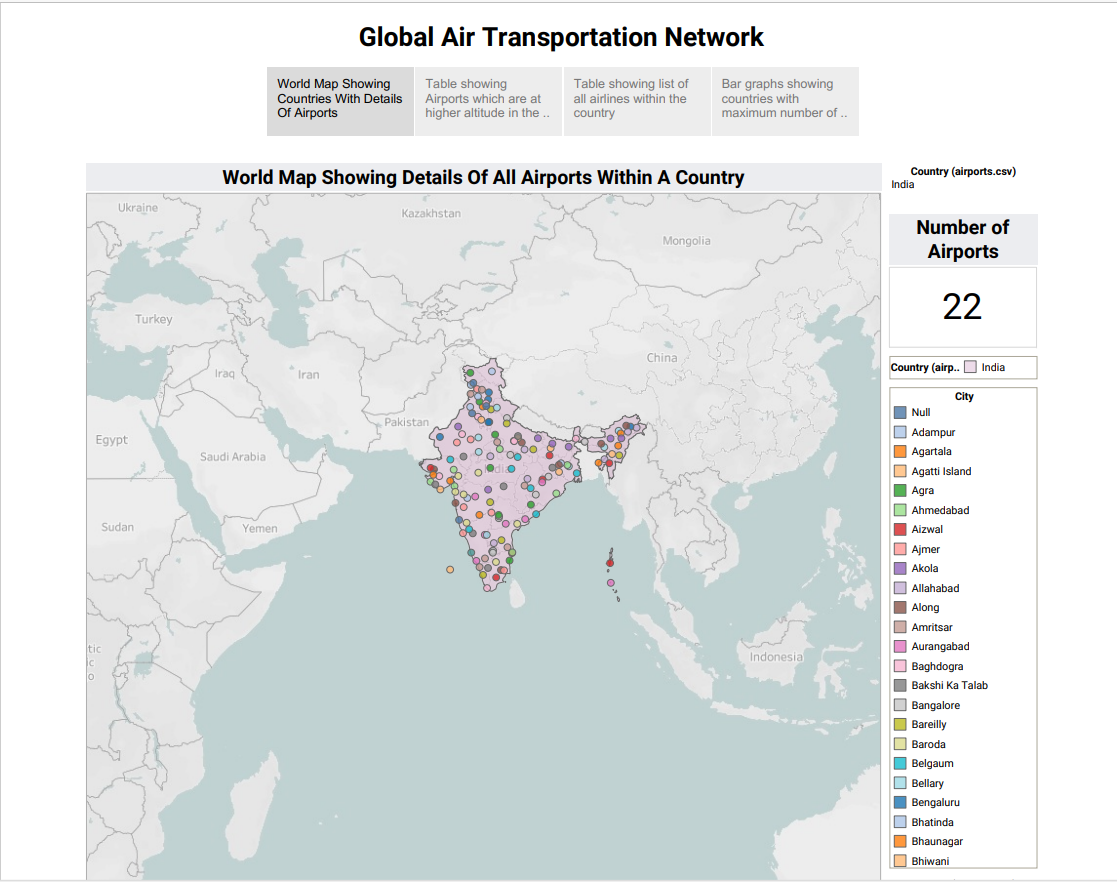 Global Air Transportation Network
World Map Showing
Countries With Details
Of Airports
Table showing
Airports which are at
higher altitude in the ..
Table showing list of
all airlines within the
country
Bar graphs showing
countries with
maximum number of ..
World Map Showing Details Of All Airports Within A Country
Country (airports.csv)
India
Number of
Airports
22
Country (airp..
India
Ukraine
Kazakhstan
Mongolia
Turkey
China
Iraq
Iran
Pakistan
Egypt
Saudi Arabia
Sudan
Yemen
Indonesia
City
Null
Adampur
Agartala
Agatti Island
Agra
Ahmedabad
Aizwal
Ajmer
Akola
Allahabad
Along
Amritsar
Aurangabad
Baghdogra
Bakshi Ka Talab
Bangalore
Bareilly
Baroda
Belgaum
Bellary
Bengaluru
Bhatinda
Bhaunagar
Bhiwani